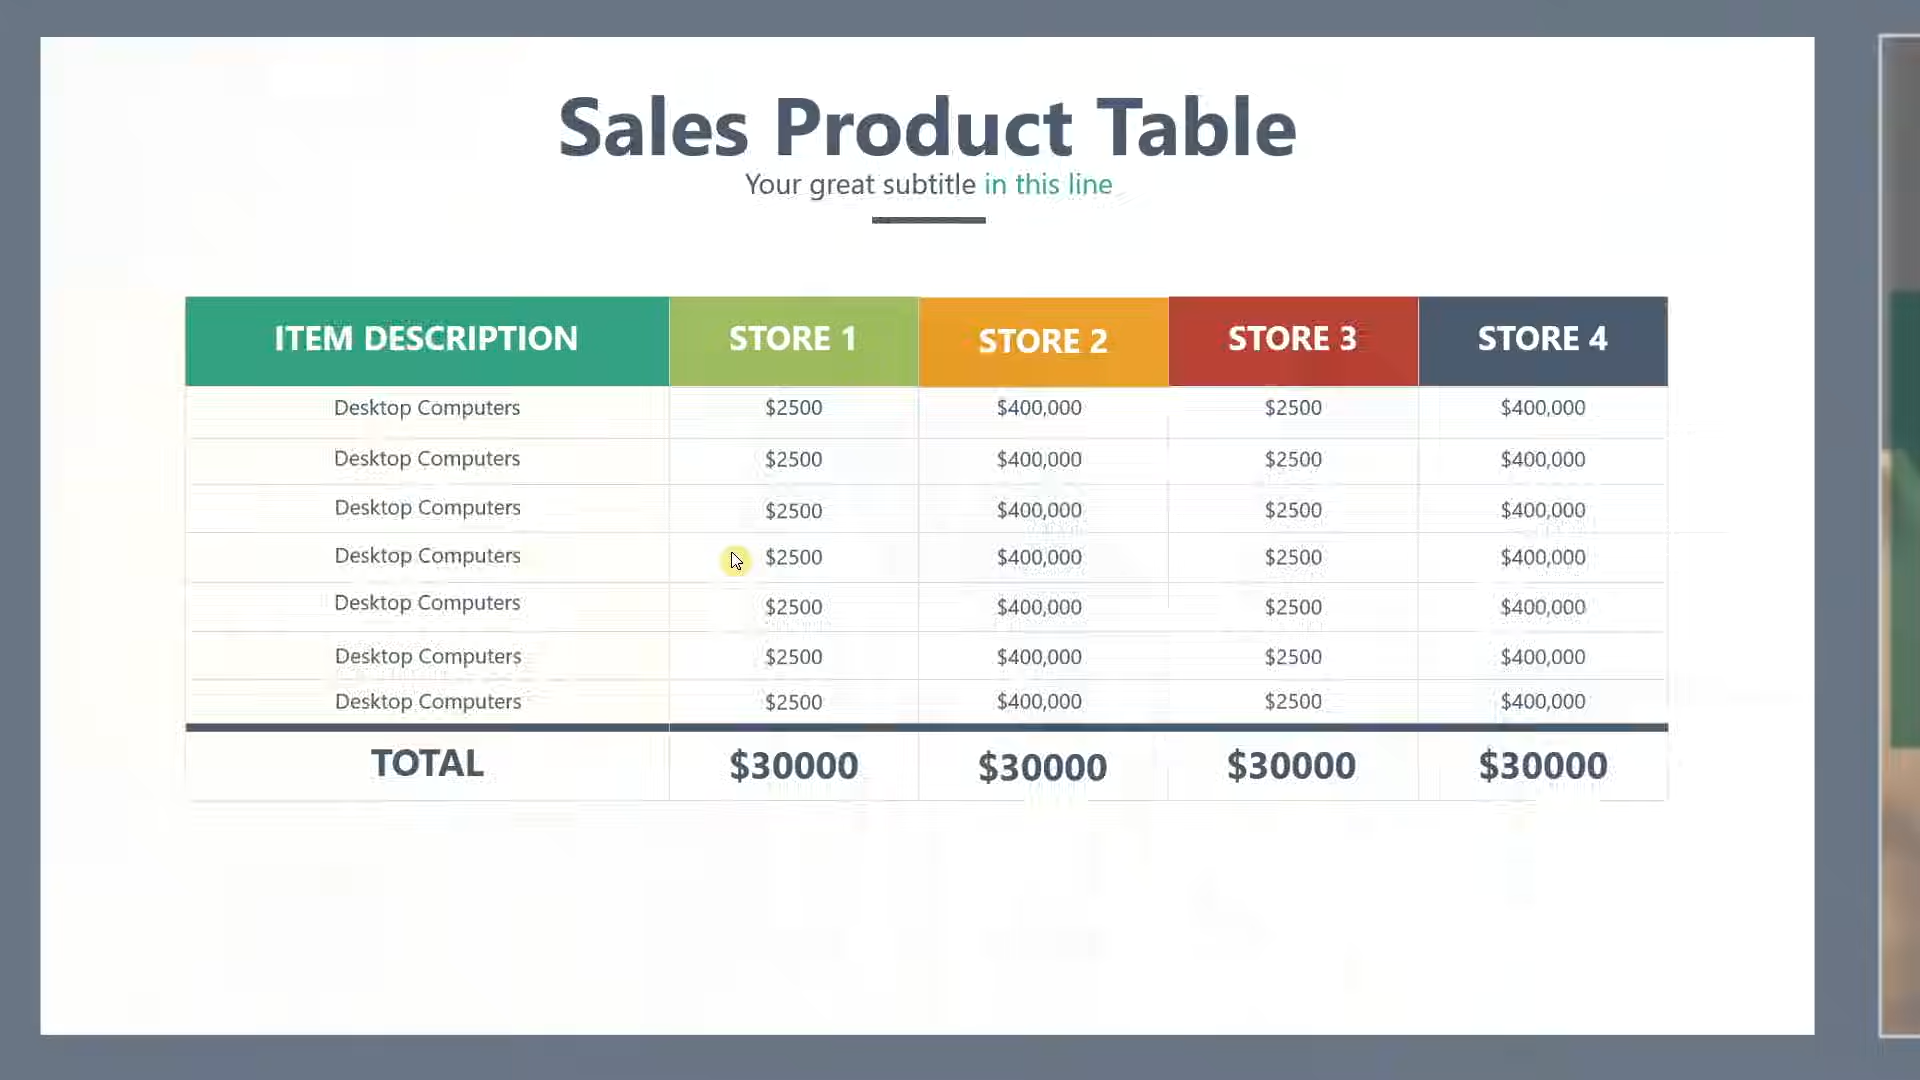 Sales Product Table
Your great subtitle in this line
ITEM DESCRIPTION STORE 1 STORE 2 STORE 3 STORE 4
Desktop Computers $2500 $400,000 $2500 $400,000
Desktop Computers $2500 $400,000 $2500 $400,000
Desktop Computers $2500 $400,000 $2500 $400,000
Desktop Computers $2500 $400,000 $2500 $400,000
Desktop Computers $2500 $400,000 $2500 $400,000
Desktop Computers $2500 $400,000 $2500 $400,000
Desktop Computers $2500 $400,000 $2500 $400,000
TOTAL $30000 $30000 $30000 $30000